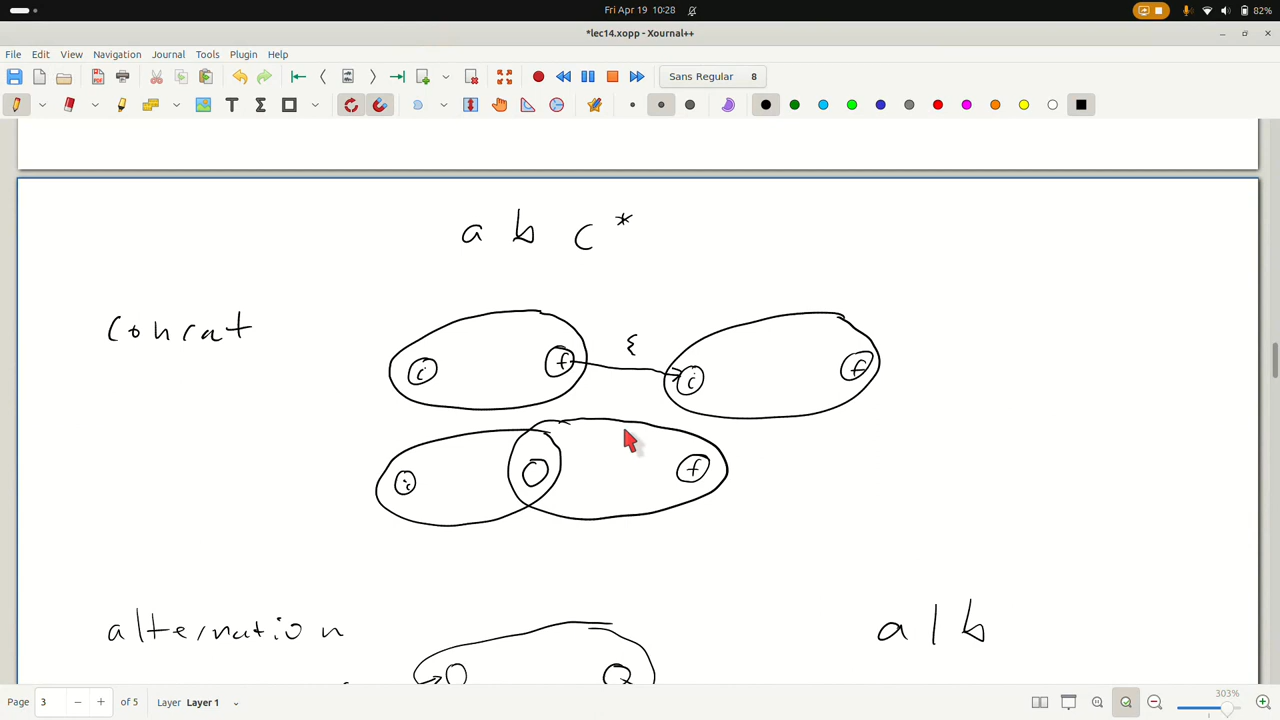 Fri Apr 19 10:28
82%
*lec14.xopp - Xournal++
File Edit View Navigation Journal Tools Plugin Help
Sans Regular 8
a b c *
concat
i f ε i f
i f
alternation
a | b
Page 3 of 5 Layer Layer 1
303%